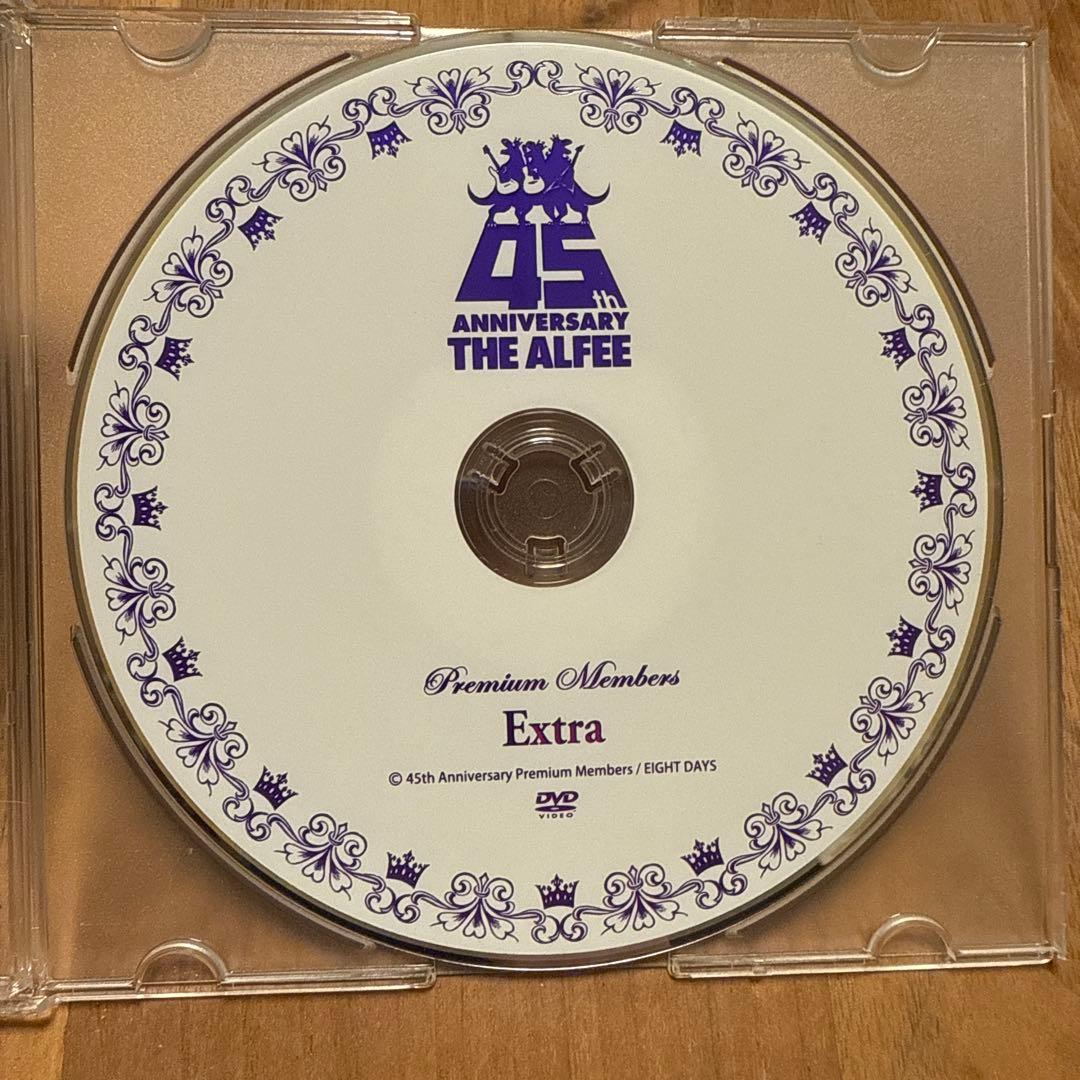 45th
ANNIVERSARY
THE ALFEE
Premium Members
Extra
© 45th Anniversary Premium Members / EIGHT DAYS
DVD
VIDEO